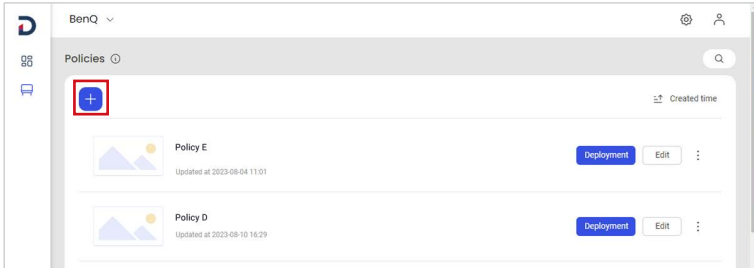 BenQ
Policies
Created time
Policy E
Updated at 2023-08-04 11:01
Deployment
Edit
Policy D
Updated at 2023-08-10 16:29
Deployment
Edit